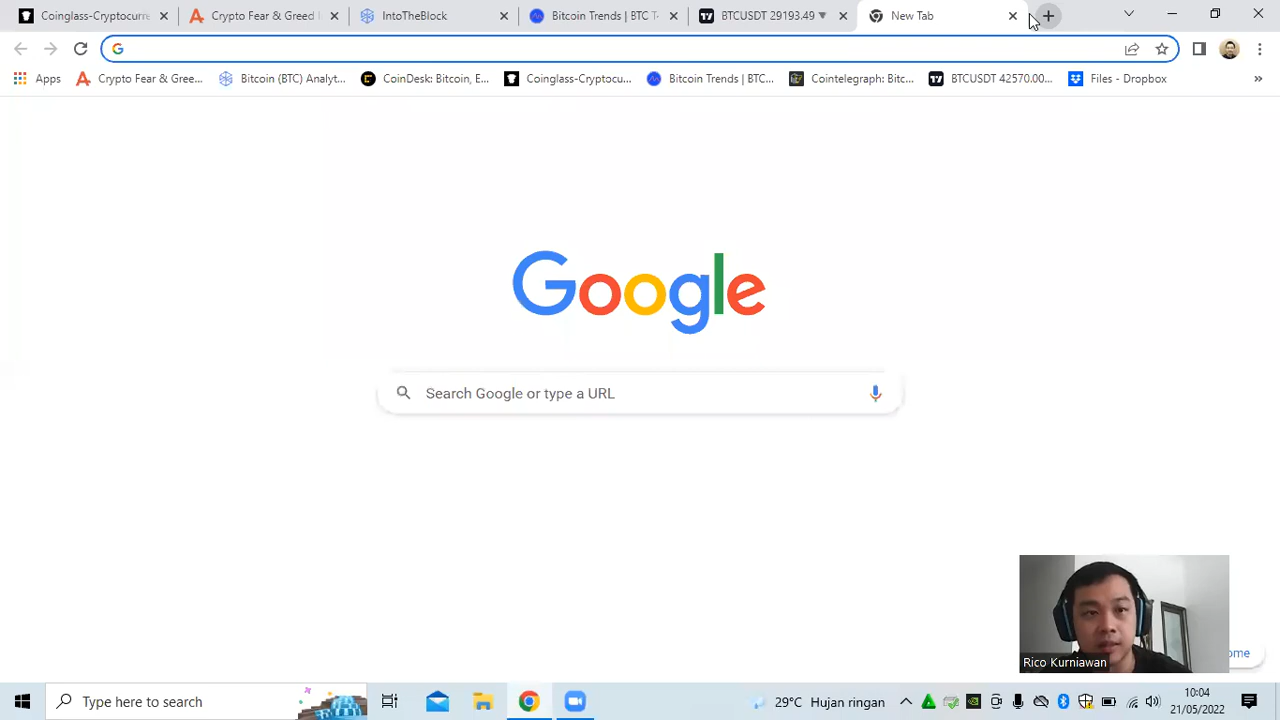 Coinglass-Cryptocurr
Crypto Fear & Greed I
IntoTheBlock
Bitcoin Trends | BTC T
BTCUSDT 29193.49
New Tab
Apps
Crypto Fear & Gree...
Bitcoin (BTC) Analyt...
CoinDesk: Bitcoin, E...
Coinglass-Cryptocu...
Bitcoin Trends | BTC...
Cointelegraph: Bitc...
BTCUSDT 42570.00...
Files - Dropbox
Google
Search Google or type a URL
Rico Kurniawan
ome
Type here to search
29°C Hujan ringan
10:04
21/05/2022